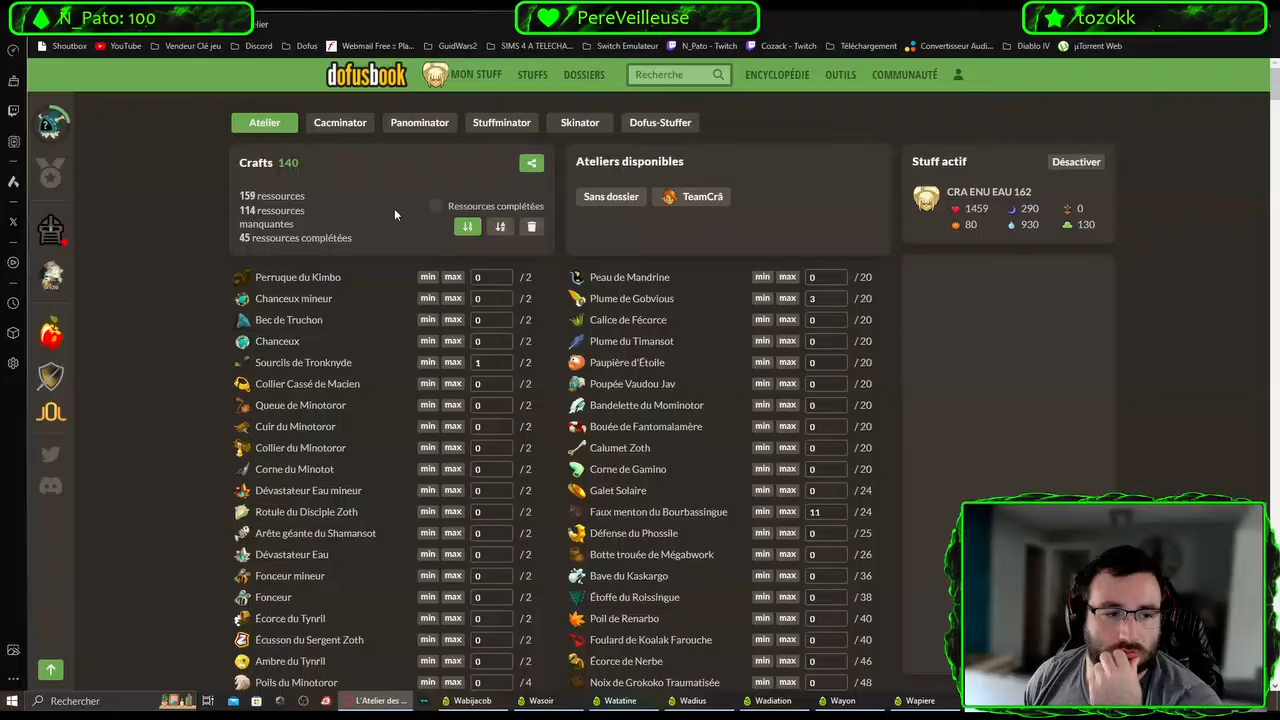 N_Pato: 100
PereVeilleuse
tozokk
elier
Shoutbox YouTube Vendeur Clé jeu Discord Dofus Webmail Free :: Pla... GuidWars2 SIMS 4 A TELECHA... Switch Emulateur N_Pato - Twitch Cozack - Twitch Téléchargement Convertisseur Audi... Diablo IV µTorrent Web
dofusbook MON STUFF STUFFS DOSSIERS Recherche ENCYCLOPÉDIE OUTILS COMMUNAUTÉ
Atelier Cacminator Panominator Stuffminator Skinator Dofus-Stuffer
Crafts 140
159 ressources
114 ressources
manquantes
45 ressources complétées
Ressources complétées
Ateliers disponibles
Sans dossier TeamCrâ
Stuff actif Désactiver
CRA ENU EAU 162
1459 290 0
80 930 130
Perruque du Kimbo min max 0 / 2
Chanceux mineur min max 0 / 2
Bec de Truchon min max 0 / 2
Chanceux min max 0 / 2
Sourcils de Tronknyde min max 1 / 2
Collier Cassé de Macien min max 0 / 2
Queue de Minotoror min max 0 / 2
Cuir du Minotoror min max 0 / 2
Collier du Minotoror min max 0 / 2
Corne du Minotot min max 0 / 2
Dévastateur Eau mineur min max 0 / 2
Rotule du Disciple Zoth min max 0 / 2
Arête géante du Shamansot min max 0 / 2
Dévastateur Eau min max 0 / 2
Fonceur mineur min max 0 / 2
Fonceur min max 0 / 2
Écorce du Tynril min max 0 / 2
Écusson du Sergent Zoth min max 0 / 2
Ambre du Tynril min max 0 / 2
Poils du Minotoror min max 0 / 4
Peau de Mandrine min max 0 / 20
Plume de Gobvious min max 3 / 20
Calice de Fécorce min max 0 / 20
Plume du Timansot min max 0 / 20
Paupière d'Étoile min max 0 / 20
Poupée Vaudou Jav min max 0 / 20
Bandelette du Mominotor min max 0 / 20
Bouée de Fantomalamère min max 0 / 20
Calumet Zoth min max 0 / 20
Corne de Gamino min max 0 / 20
Galet Solaire min max 0 / 24
Faux menton du Bourbassingue min max 11 / 24
Défense du Phossile min max 0 / 25
Botte trouée de Mégabwork min max 0 / 26
Bave du Kaskargo min max 0 / 36
Étoffe du Roissingue min max 0 / 38
Poil de Renarbo min max 0 / 40
Foulard de Koalak Farouche min max 0 / 40
Écorce de Nerbe min max 0 / 46
Noix de Grokoko Traumatisée min max 0 / 48
JOL
Rechercher L'Atelier des ... Wabijacob Wasoir Watatine Wadius Wadiation Wayon Wapiere